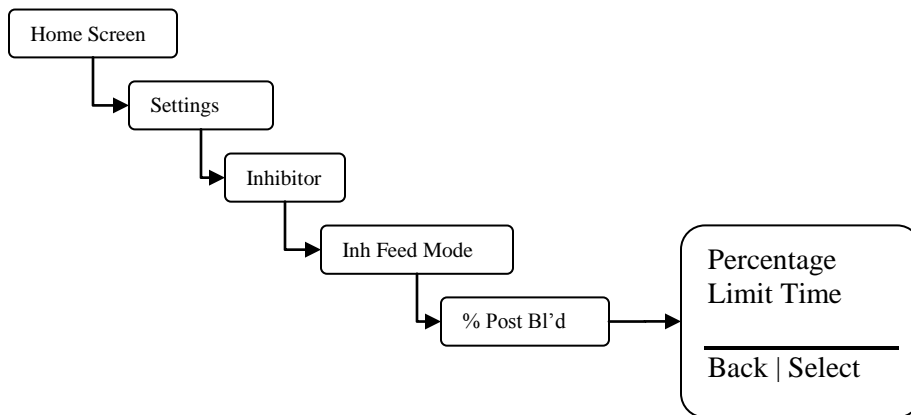 Home Screen
Settings
Inhibitor
Inh Feed Mode
% Post Bl’d
Percentage
Limit Time
Back | Select